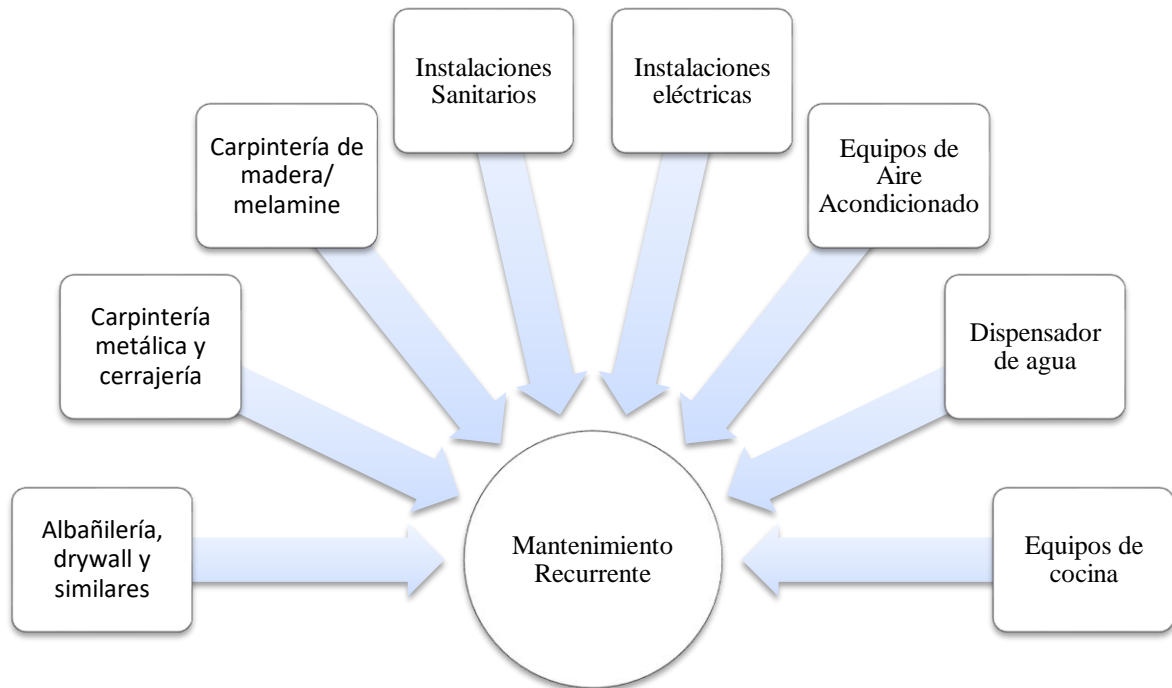 Instalaciones
Sanitarios
Instalaciones
eléctricas
Carpintería de
madera/
melamine
Equipos de
Aire
Acondicionado
Carpintería
metálica y
cerrajería
Dispensador
de agua
Albañilería,
drywall y
similares
Mantenimiento
Recurrente
Equipos de
cocina